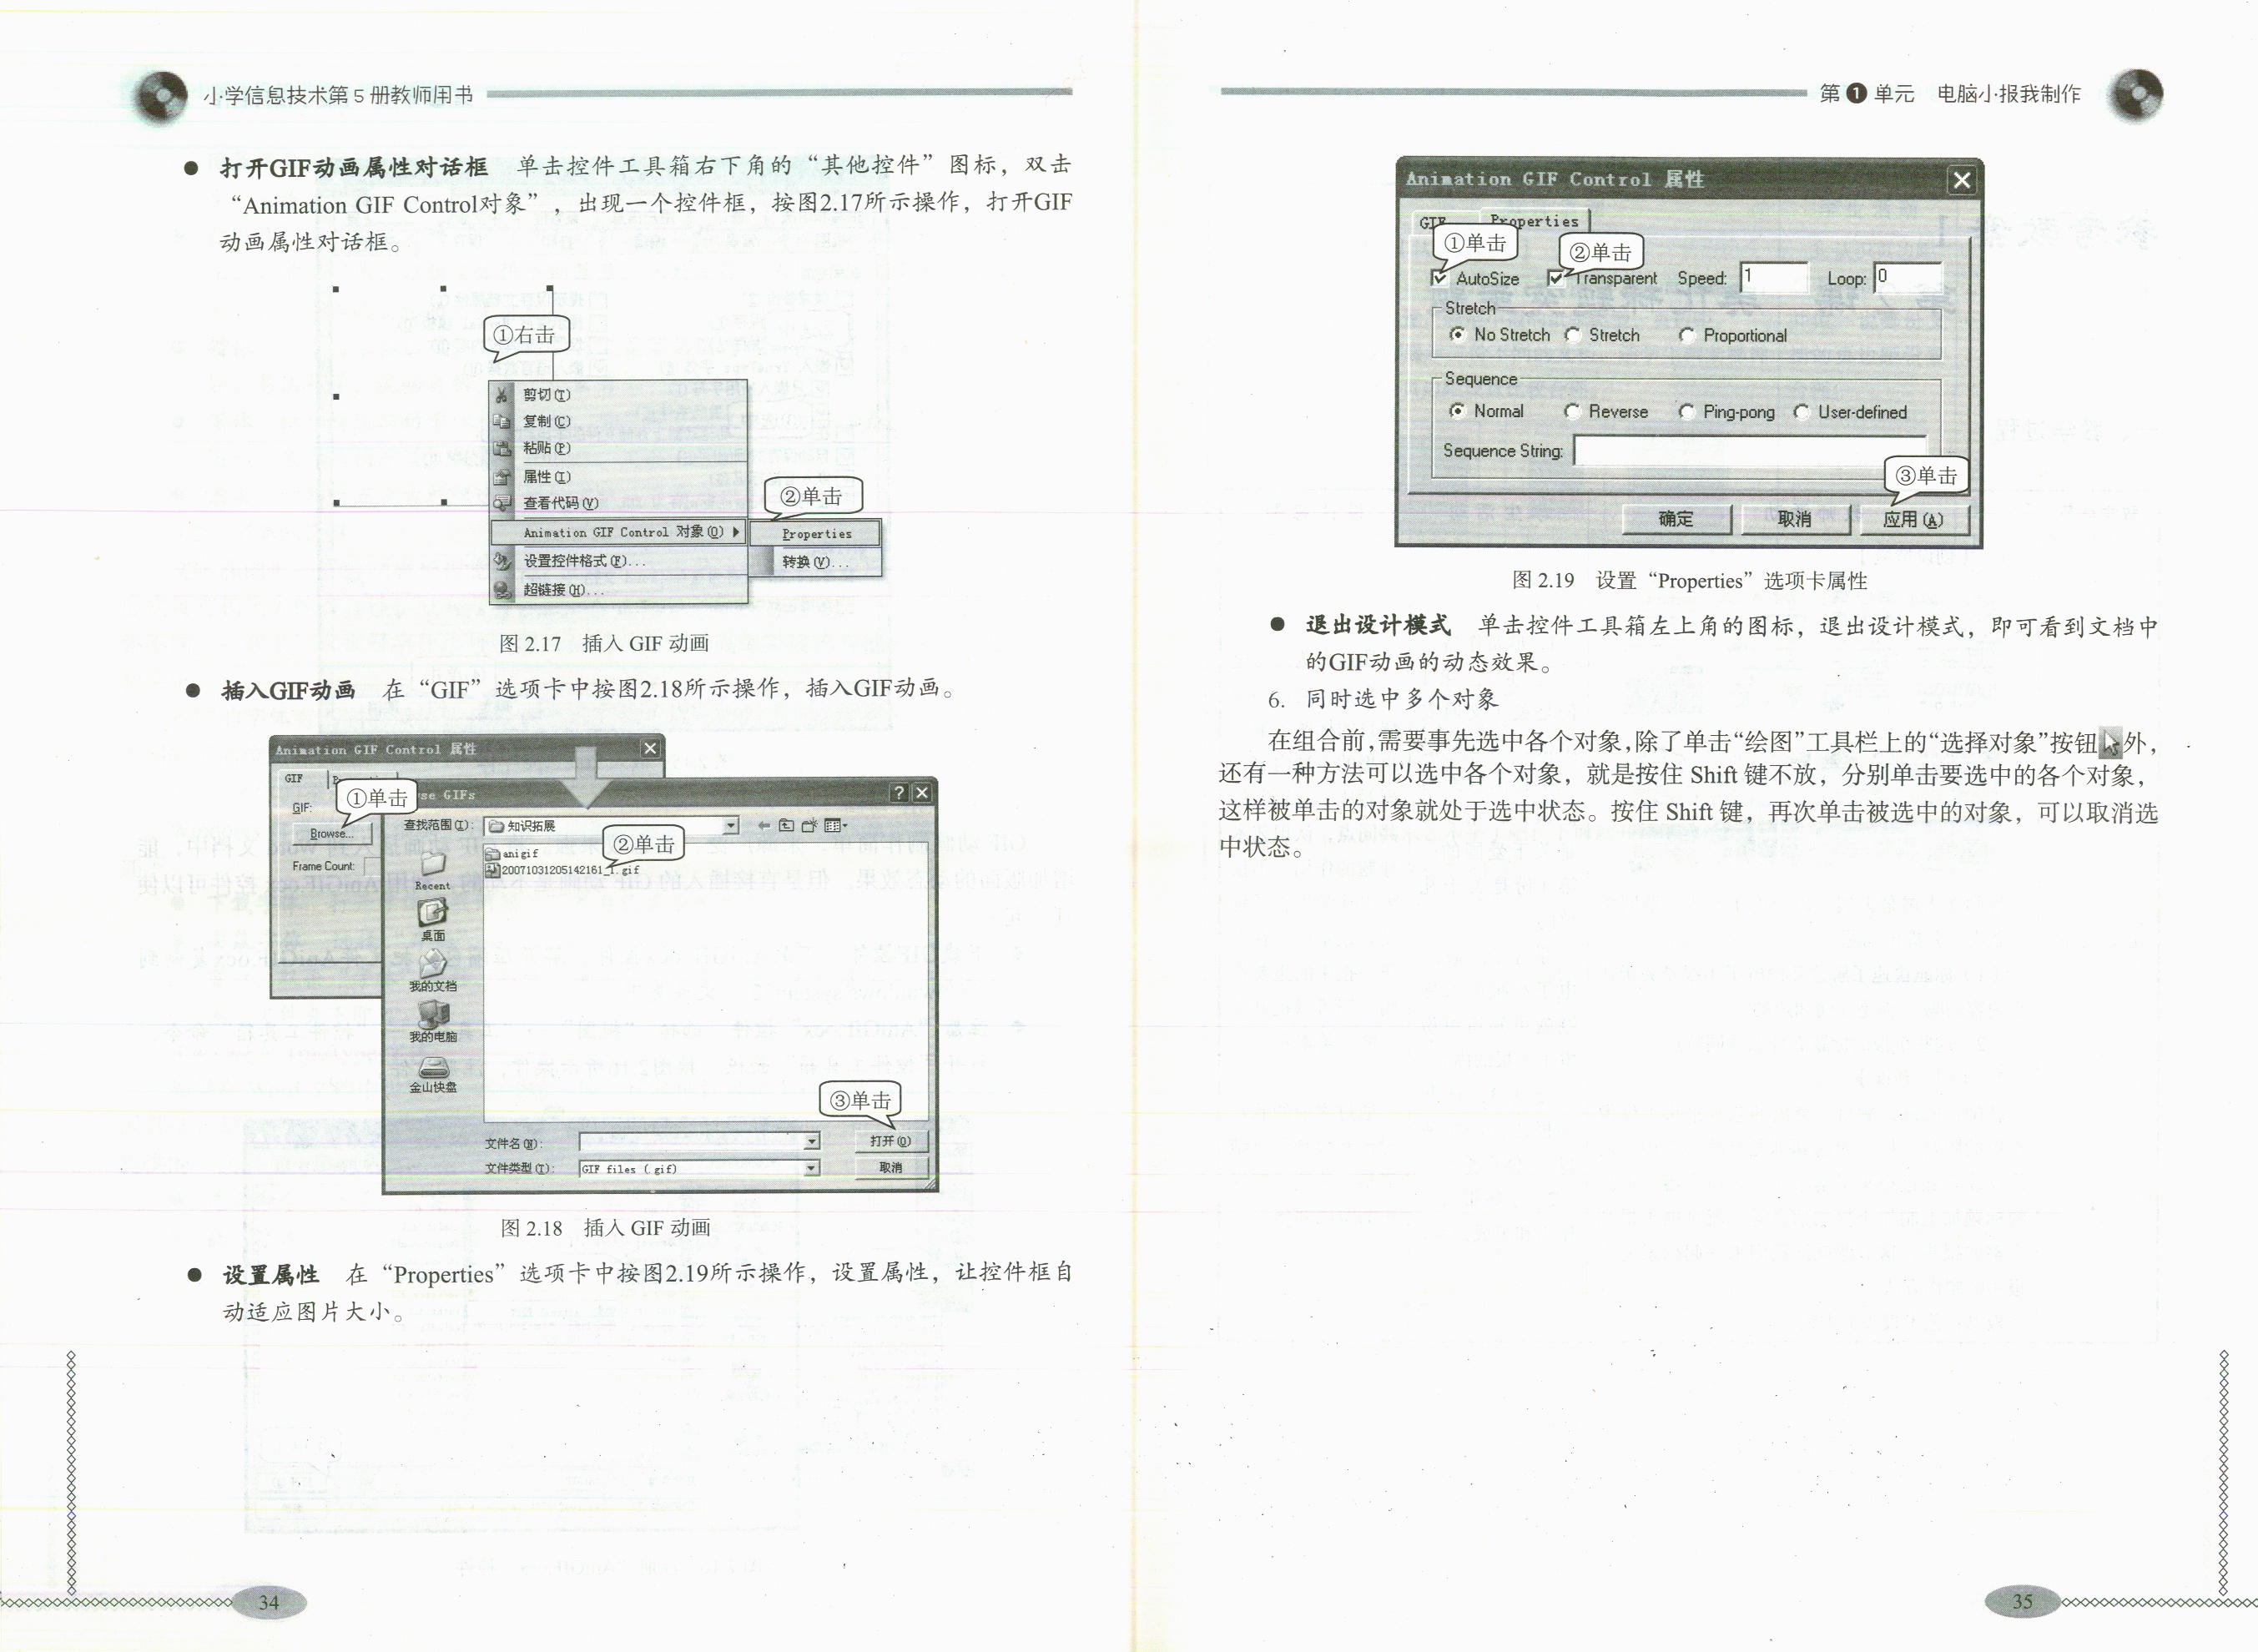 小学信息技术第5册教师用书
● 打开GIF动画属性对话框 单击控件工具箱右下角的“其他控件”图标，双击
“Animation GIF Control对象”，出现一个控件框，按图2.17所示操作，打开GIF
动画属性对话框。
①右击
剪切(T)
复制(C)
粘贴(P)
属性(I)
查看代码(V)
②单击
Animation GIF Control 对象(O)
Properties
设置控件格式(F)...
转换(V)...
超链接(H)...
图 2.17 插入 GIF 动画
● 插入GIF动画 在“GIF”选项卡中按图2.18所示操作，插入GIF动画。
Animation GIF Control 属性
GIF
GIF:
①单击
Browse...
Frame Count:
GIFs
查找范围(I): 知识拓展
②单击
anigif
20071031205142161_1.gif
Recent
桌面
我的文档
我的电脑
金山快盘
③单击
文件名(N):
打开(O)
文件类型(T): GIF files (.gif)
取消
图 2.18 插入 GIF 动画
● 设置属性 在“Properties”选项卡中按图2.19所示操作，设置属性，让控件框自
动适应图片大小。
34
第1单元 电脑小报我制作
Animation GIF Control 属性
GIF Properties
①单击
②单击
AutoSize Transparent Speed: 1 Loop: 0
Stretch
No Stretch Stretch Proportional
Sequence
Normal Reverse Ping-pong User-defined
Sequence String:
③单击
确定 取消 应用(A)
图 2.19 设置“Properties”选项卡属性
● 退出设计模式 单击控件工具箱左上角的图标，退出设计模式，即可看到文档中
的GIF动画的动态效果。
6. 同时选中多个对象
在组合前，需要事先选中各个对象，除了单击“绘图”工具栏上的“选择对象”按钮外，
还有一种方法可以选中各个对象，就是按住 Shift 键不放，分别单击要选中的各个对象，
这样被单击的对象就处于选中状态。按住 Shift 键，再次单击被选中的对象，可以取消选
中状态。
35